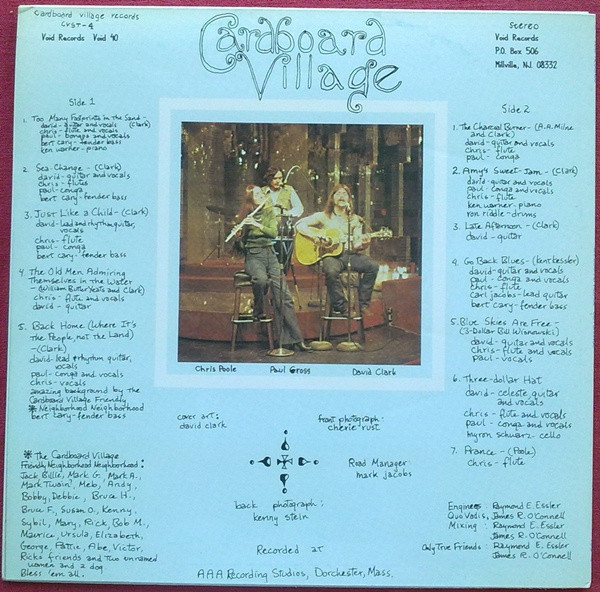 Cardboard village records
CVST-4
Void Records Void 40
Cardboard
Village
Stereo
Void Records
P.O. Box 506
Millville, NJ 08332
Side 1
1. Too Many Footprints in the Sand-
david-guitar and vocals (Clark)
chris-flute and vocals
paul-bongos and vocals
bert cary-fender bass
ken warner-piano
2. Sea-Change-(Clark)
david-guitar and vocals
chris-flutes
paul-conga
bert cary-fender bass
3. Just Like a Child-(Clark)
david-lead and rhythm guitar,
vocals
chris-flute
paul-conga
bert cary-fender bass
4. The Old Men Admiring
Themselves in the Water
-(William Butler Yeats and Clark)
chris-flute and vocals
david-guitar
5. Back Home (Where It's
The People, not The Land)
-(Clark)
david-lead & rhythm guitar,
vocals
paul-conga and vocals
chris-vocals
amazing background by the
Cardboard Village Friendly
* Neighborhood Neighborhood
bert cary-fender bass
* The Cardboard Village
Friendly Neighborhood Neighborhood:
Jack, Billie, Mark G., Mark A.,
Mark Twain, Meb, Andy,
Bobby, Debbie, Bruce H.,
Bruce F., Susan O., Kenny,
Sybil, Mary, Rick, Bob M.,
Maurice, Ursula, Elizabeth,
George, Pattie, Abe, Victor,
Ricks friends and two unnamed
women and a dog
Bless 'em all.
Chris Poole Paul Gross David Clark
cover art:
david clark
front photograph:
cherie rust
Road Manager
mark jacobs
back photograph:
kenny stein
Recorded at
AAA Recording Studios, Dorchester, Mass.
Side 2
1. The Charcoal Burner-(A.A. Milne
and Clark)
david-guitar and vocals
chris-flute
paul-conga
2. Amy's Sweet Jam-(Clark)
david-guitar and vocals
paul-conga and vocals
chris-flute
ken warner-piano
ron riddle-drums
3. Late Afternoon-(Clark)
david-guitar
4. Go Back Blues-(kent kessler)
david-guitar and vocals
paul-conga and vocals
chris-flute
carl jacobs-lead guitar
bert cary-fender bass
5. Blue Skies Are Free-
(3-Dollar Bill Wisnowski)
david-guitar and vocals
chris-flute and vocals
paul-vocals
6. Three-dollar Hat
david-celeste, guitar
and vocals
chris-flute and vocals
paul-conga and vocals
byron schwarz-cello
7. Prance-(Poole)
chris-flute
Engineers Raymond E. Essler
Quo Vadis, James R. O'Connell
Mixing: Raymond E. Essler
James R. O'Connell
Only True Friends: Raymond E. Essler
James R. O'Connell